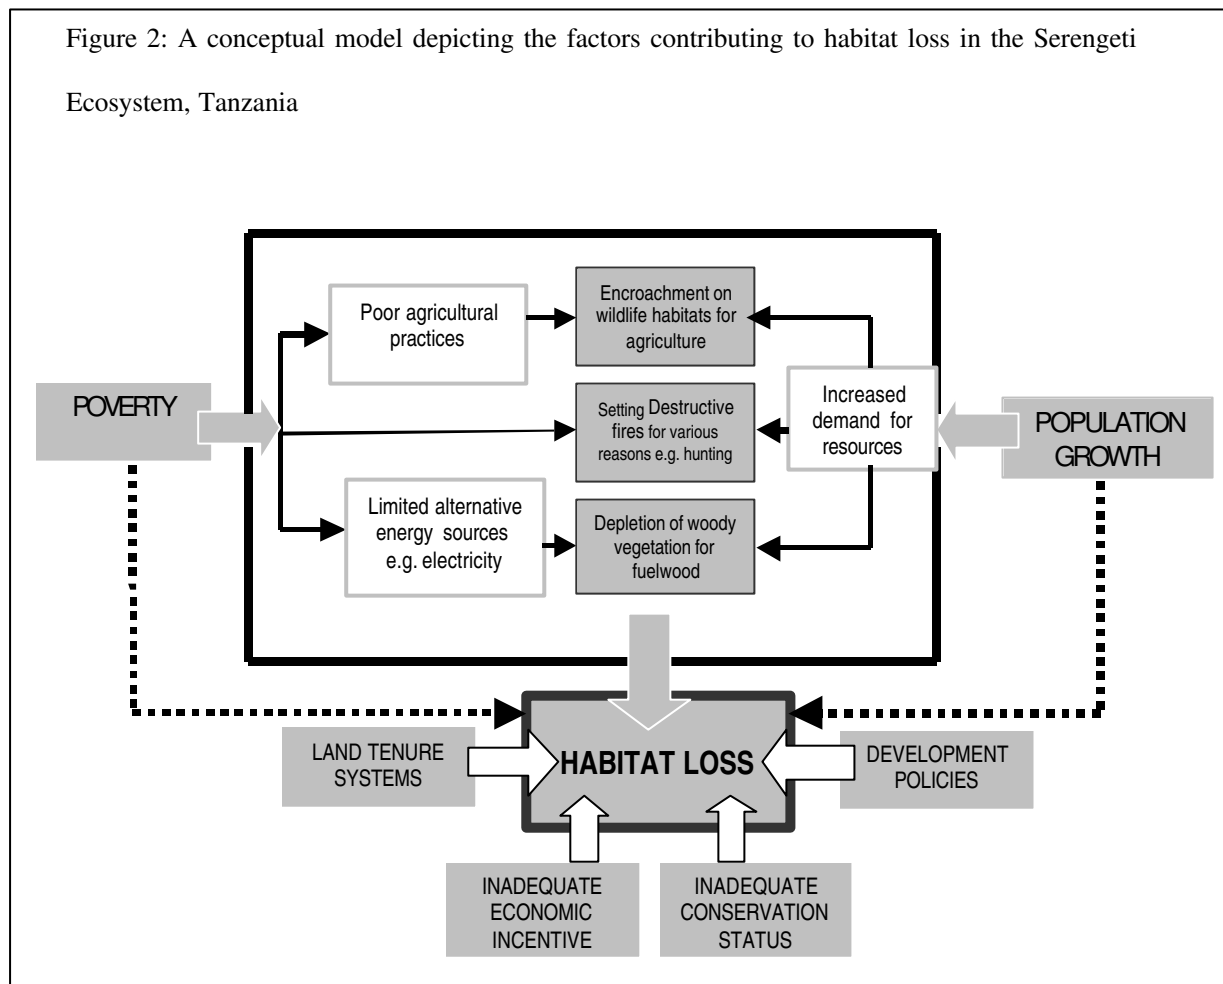 Figure 2: A conceptual model depicting the factors contributing to habitat loss in the Serengeti
Ecosystem, Tanzania
Poor agricultural
practices
Encroachment on
wildlife habitats for
agriculture
POVERTY
Setting Destructive
fires for various
reasons e.g. hunting
Increased
demand for
resources
POPULATION
GROWTH
Limited alternative
energy sources
e.g. electricity
Depletion of woody
vegetation for
fuelwood
LAND TENURE
SYSTEMS
HABITAT LOSS
DEVELOPMENT
POLICIES
INADEQUATE
ECONOMIC
INCENTIVE
INADEQUATE
CONSERVATION
STATUS